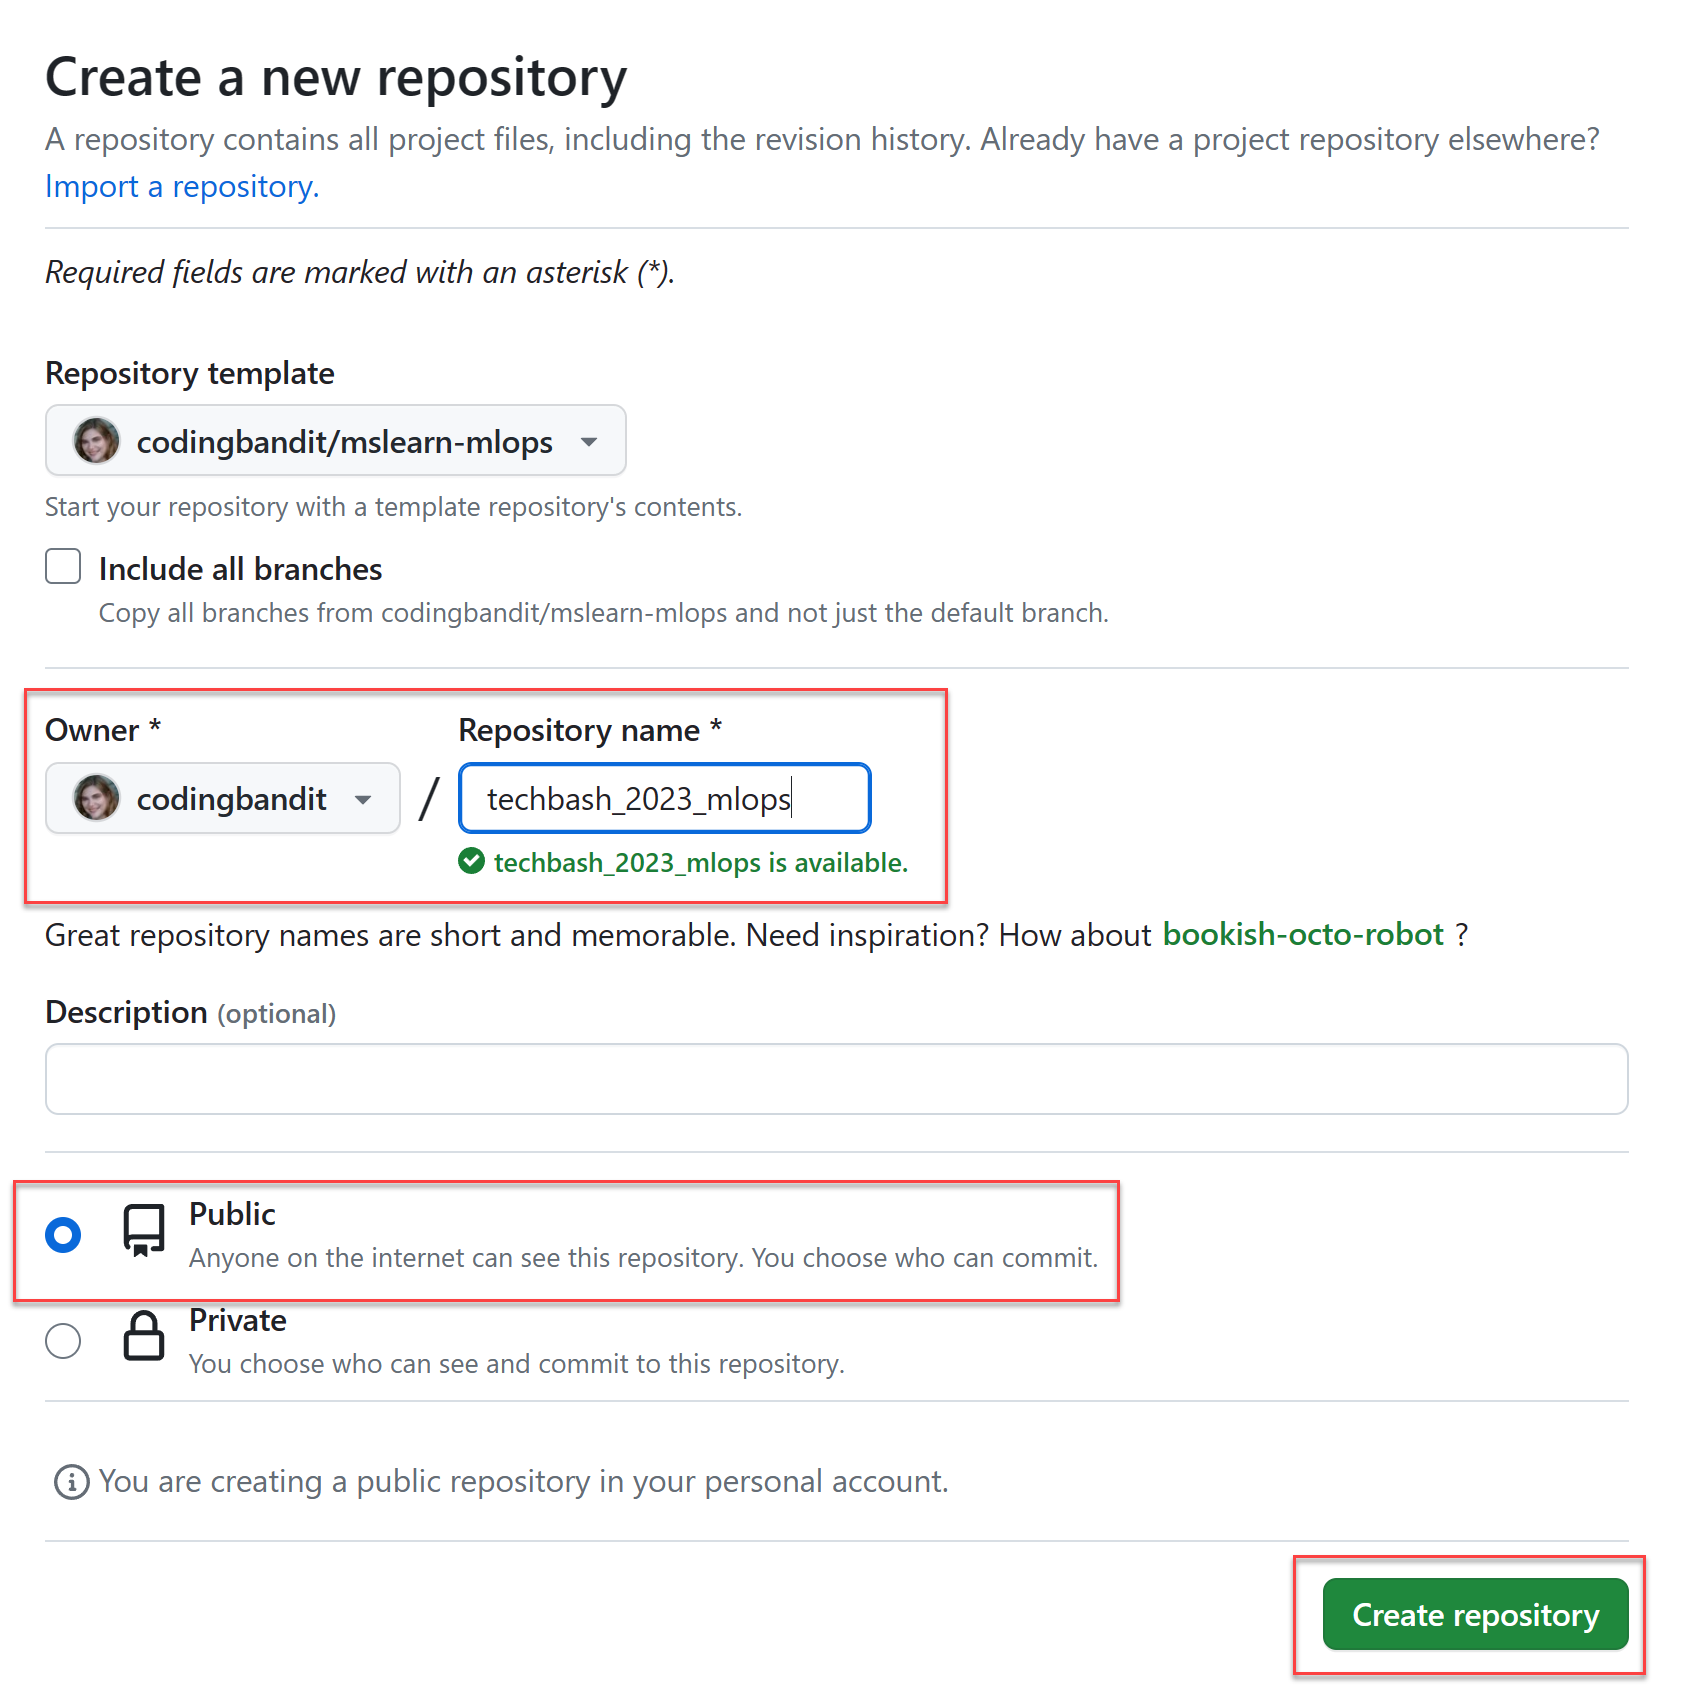 Create a new repository
A repository contains all project files, including the revision history. Already have a project repository elsewhere?
Import a repository.
Required fields are marked with an asterisk (*).
Repository template
codingbandit/mslearn-mlops
Start your repository with a template repository's contents.
Include all branches
Copy all branches from codingbandit/mslearn-mlops and not just the default branch.
Owner * Repository name *
codingbandit / techbash_2023_mlops
techbash_2023_mlops is available.
Great repository names are short and memorable. Need inspiration? How about bookish-octo-robot ?
Description (optional)
Public
Anyone on the internet can see this repository. You choose who can commit.
Private
You choose who can see and commit to this repository.
You are creating a public repository in your personal account.
Create repository